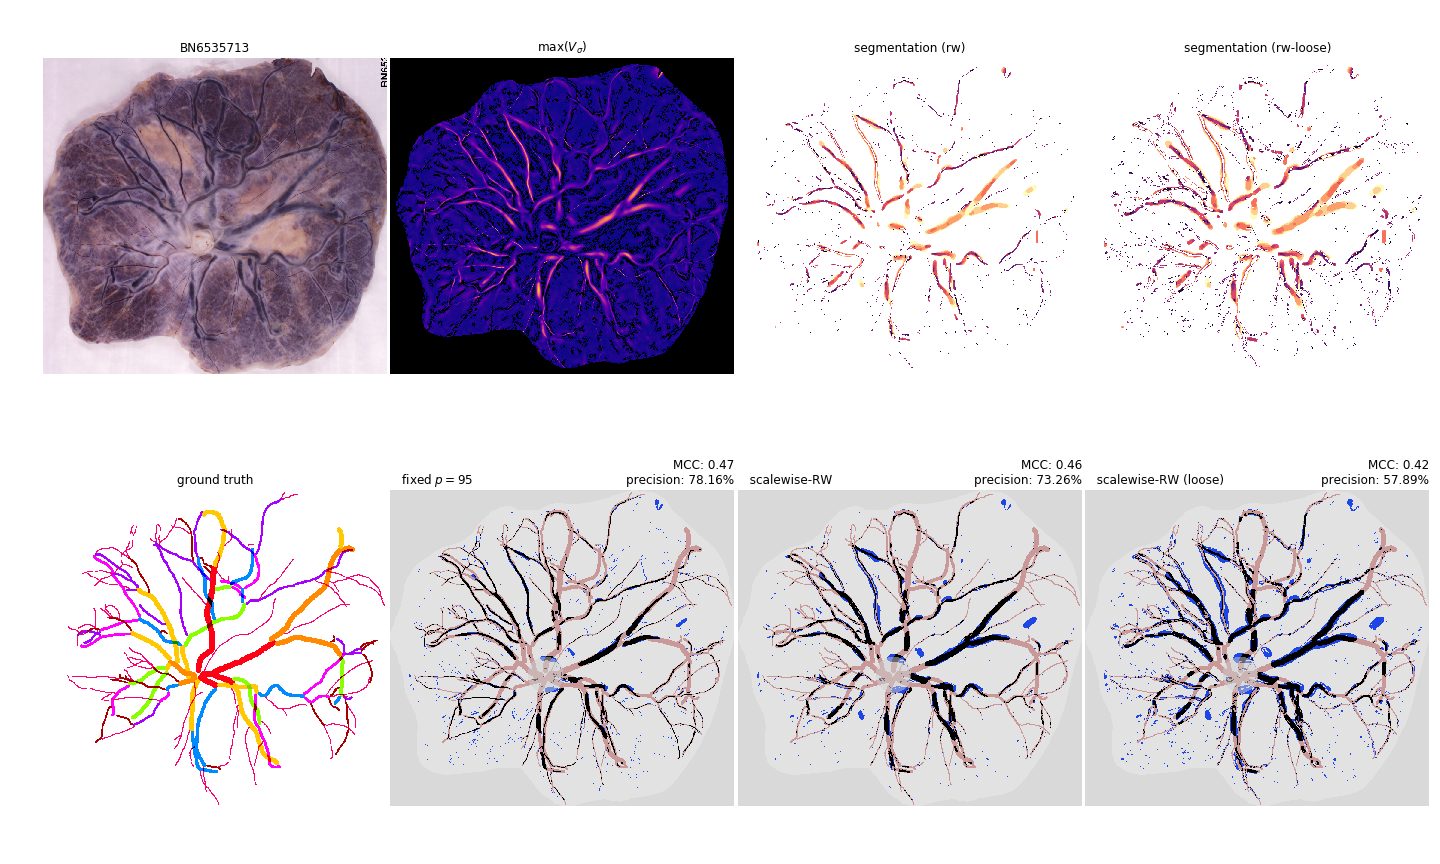 BN6535713
max(V_σ)
segmentation (rw)
segmentation (rw-loose)
ground truth
fixed p = 95
MCC: 0.47
precision: 78.16%
scalewise-RW
MCC: 0.46
precision: 73.26%
scalewise-RW (loose)
MCC: 0.42
precision: 57.89%